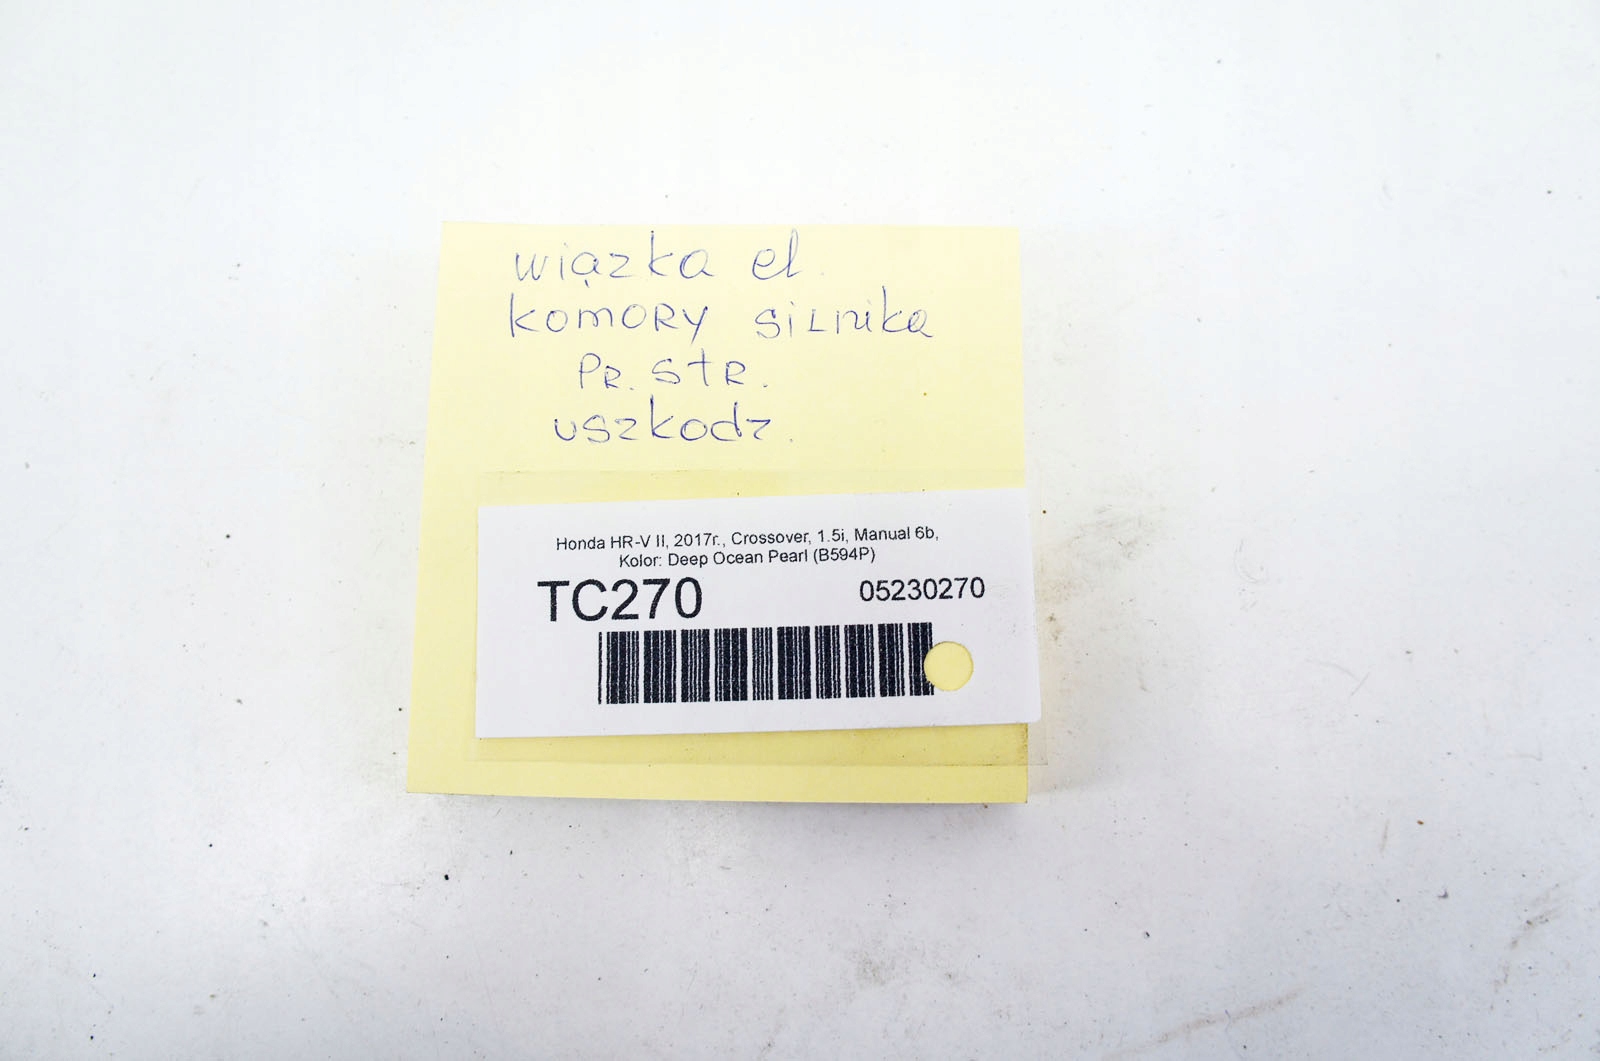 wiązka el.
komory silnika
Pr. str.
uszkodz.
Honda HR-V II, 2017r., Crossover, 1.5i, Manual 6b,
Kolor: Deep Ocean Pearl (B594P)
TC270
05230270